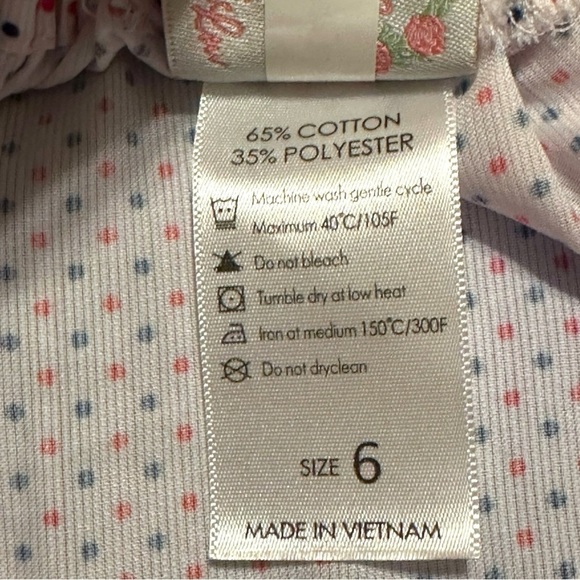 65% COTTON
35% POLYESTER
Machine wash gentle cycle
Maximum 40°C/105F
Do not bleach
Tumble dry at low heat
Iron at medium 150°C/300F
Do not dryclean
SIZE 6
MADE IN VIETNAM